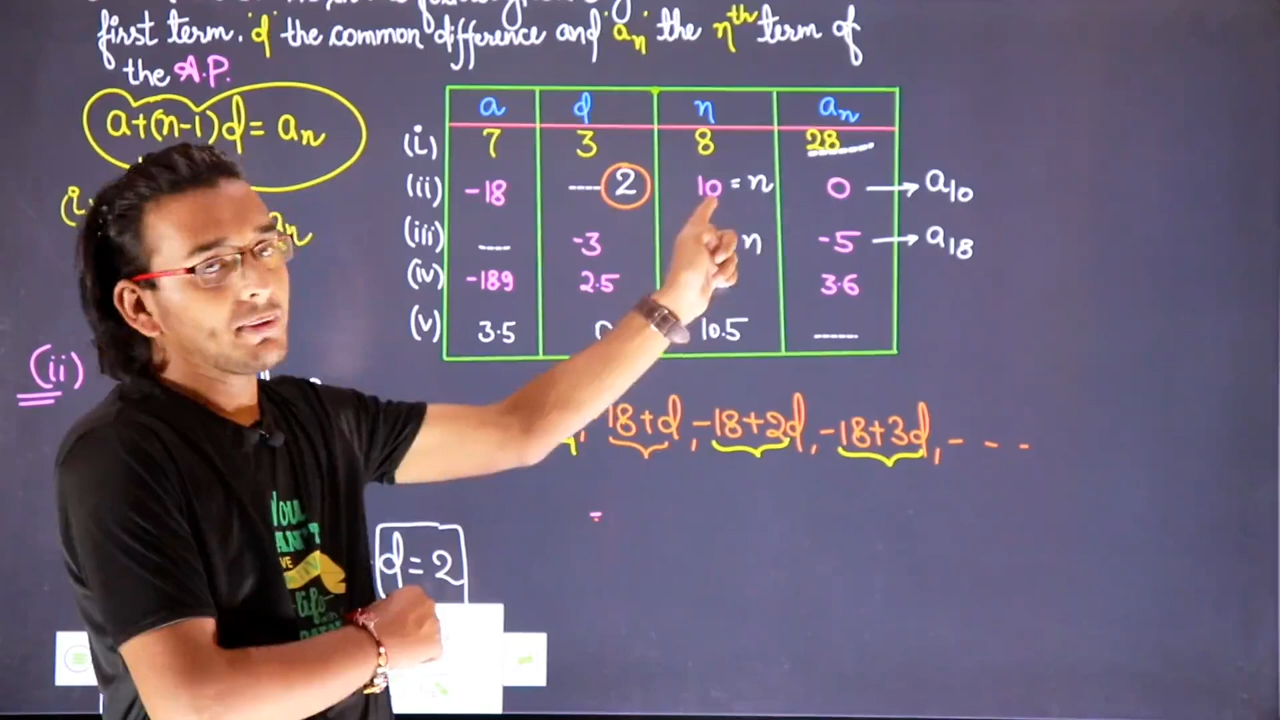 first term. 'd' the common difference and 'an' the nth term of
the A.P.
a+(n-1)d = an
a d n an
(i) 7 3 8 28
(ii) -18 ---- 2 10 = n 0 → a10
(iii) ---- -3 n -5 → a18
(iv) -189 2.5 3.6
(v) 3.5 10.5 -----
(ii)
18+d, -18+2d, -18+3d, - - -
d = 2